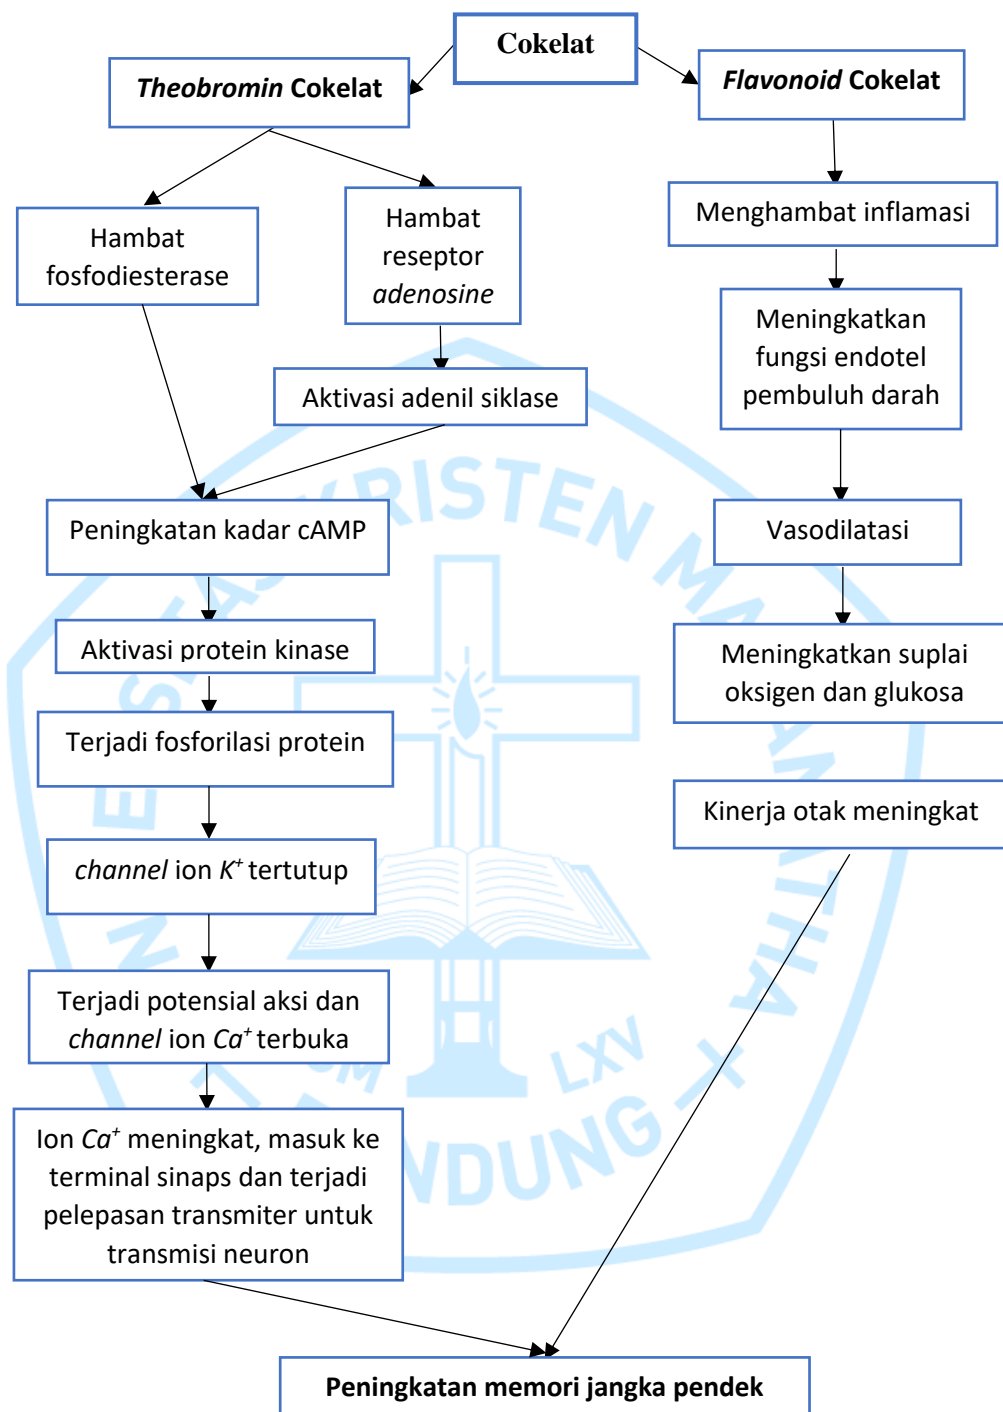 Cokelat
Theobromin Cokelat
Flavonoid Cokelat
Hambat
fosfodiesterase
Hambat
reseptor
adenosine
Menghambat inflamasi
Meningkatkan
fungsi endotel
pembuluh darah
Aktivasi adenil siklase
Peningkatan kadar cAMP
Vasodilatasi
Aktivasi protein kinase
Meningkatkan suplai
oksigen dan glukosa
Terjadi fosforilasi protein
Kinerja otak meningkat
channel ion K⁺ tertutup
Terjadi potensial aksi dan
channel ion Ca⁺ terbuka
Ion Ca⁺ meningkat, masuk ke
terminal sinaps dan terjadi
pelepasan transmiter untuk
transmisi neuron
Peningkatan memori jangka pendek
KRISTEN
LXV